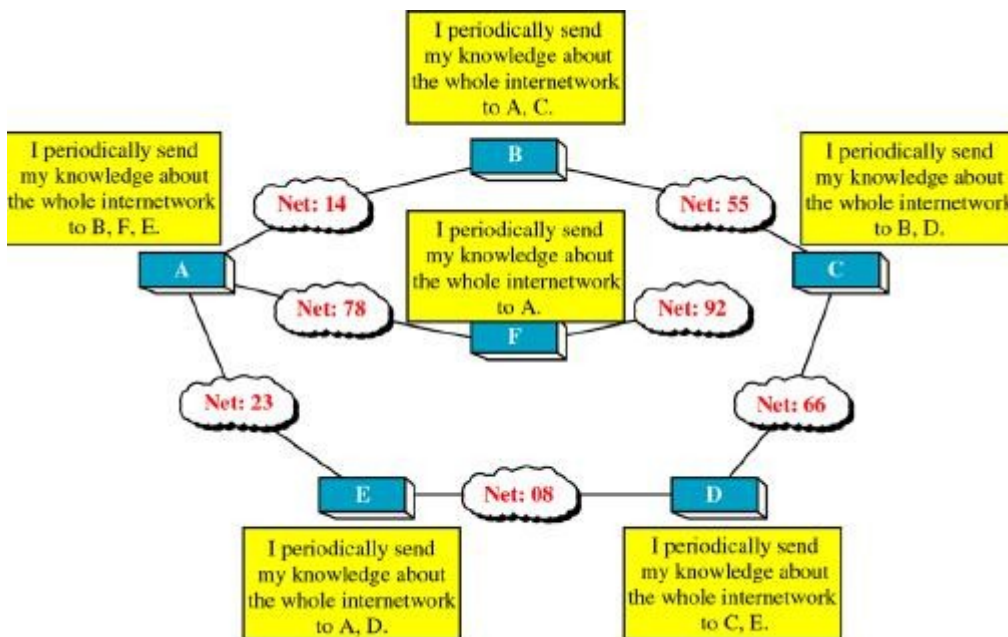 I periodically send
my knowledge about
the whole internetwork
to A, C.
B
I periodically send
my knowledge about
the whole internetwork
to B, F, E.
I periodically send
my knowledge about
the whole internetwork
to B, D.
Net: 14
Net: 55
I periodically send
my knowledge about
the whole internetwork
to A.
A
C
Net: 78
Net: 92
F
Net: 23
Net: 66
E
Net: 08
D
I periodically send
my knowledge about
the whole internetwork
to A, D.
I periodically send
my knowledge about
the whole internetwork
to C, E.